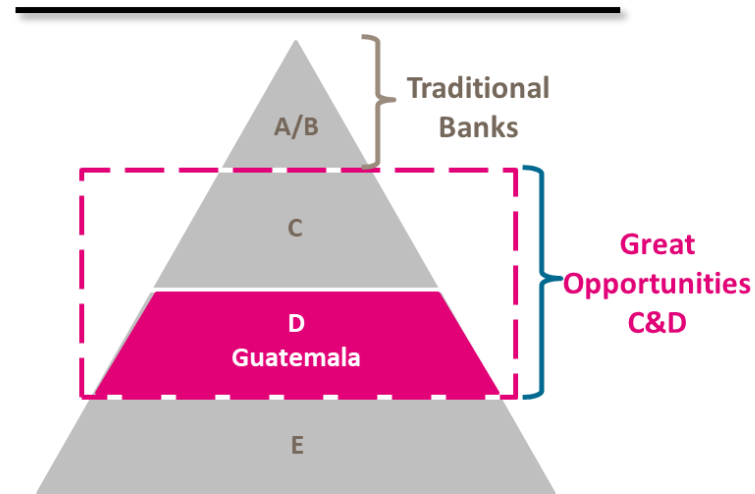 A/B
Traditional
Banks
C
Great
Opportunities
C&D
D
Guatemala
E